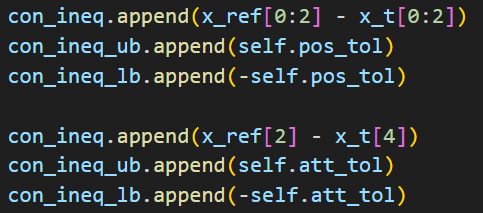 con_ineq.append(x_ref[0:2] - x_t[0:2])
con_ineq_ub.append(self.pos_tol)
con_ineq_lb.append(-self.pos_tol)
con_ineq.append(x_ref[2] - x_t[4])
con_ineq_ub.append(self.att_tol)
con_ineq_lb.append(-self.att_tol)